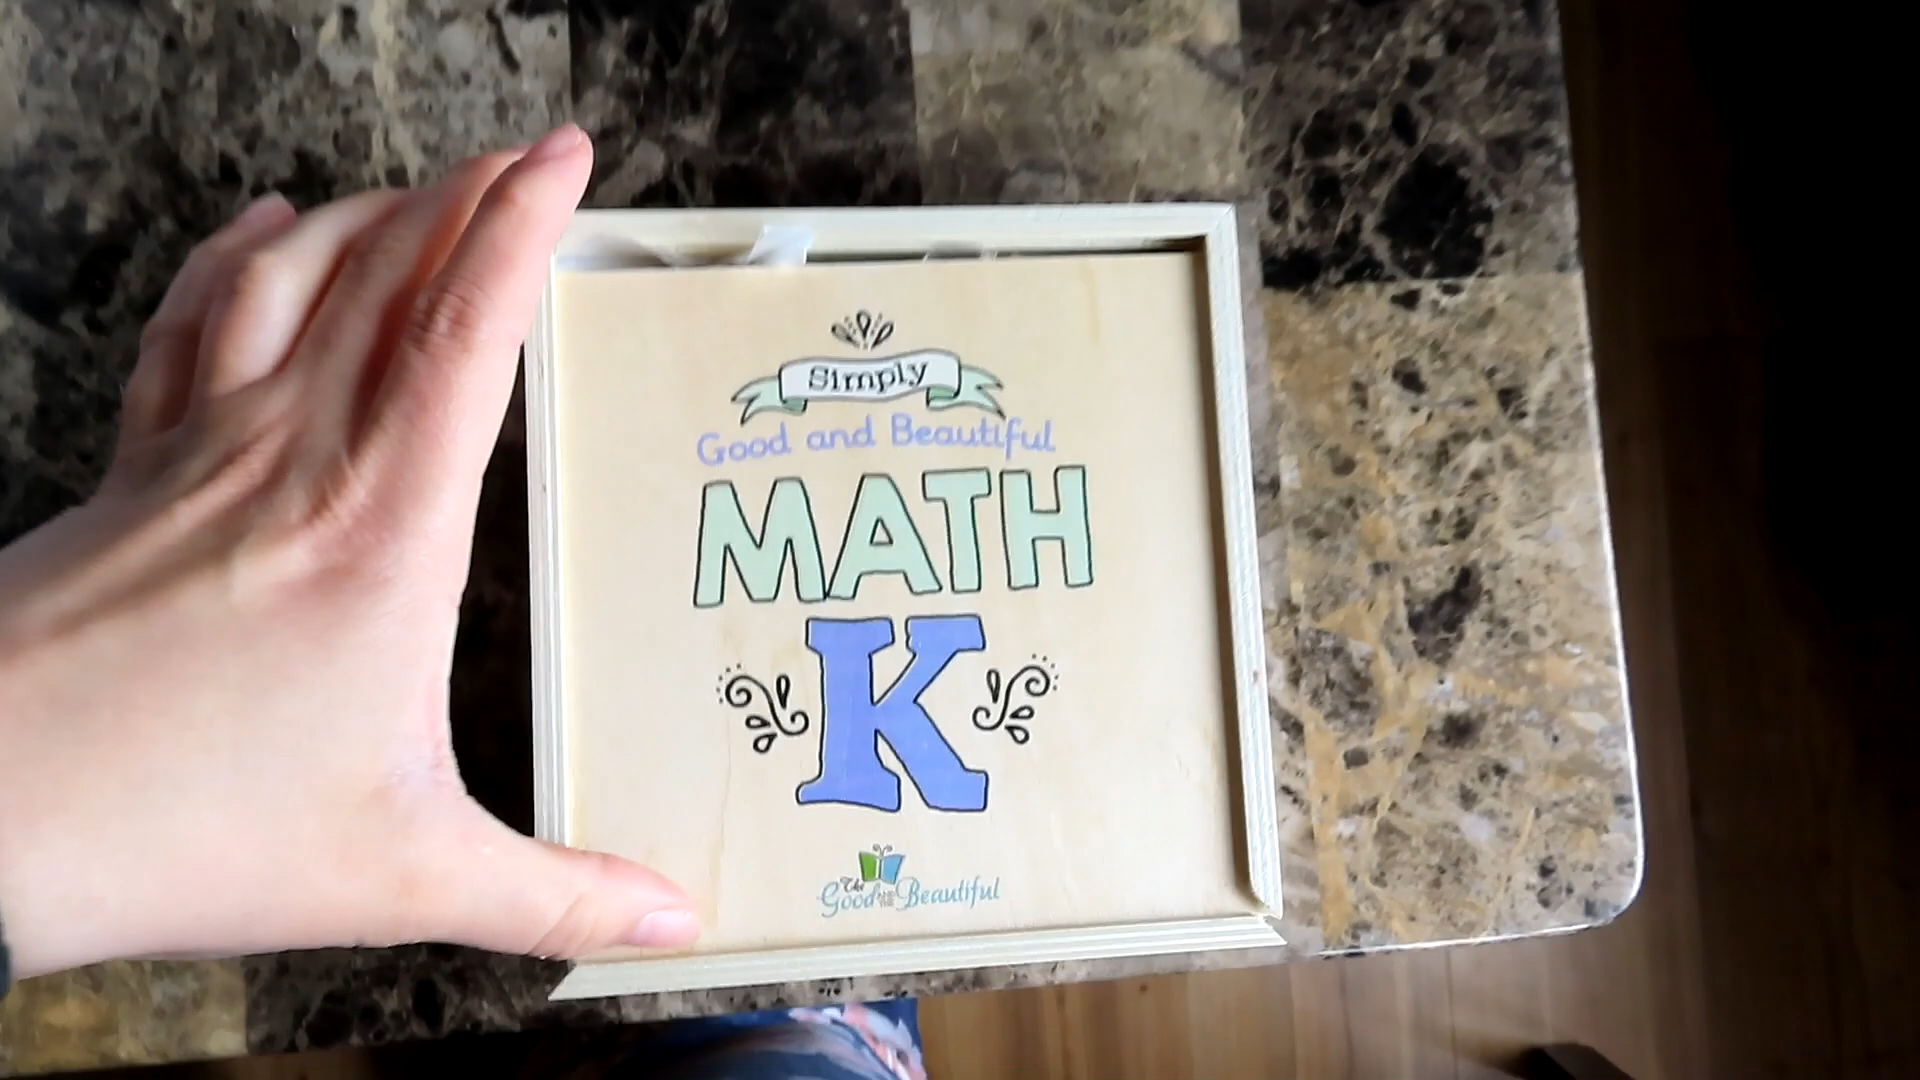 Simply
Good and Beautiful
MATH
K
The Good AND THE Beautiful